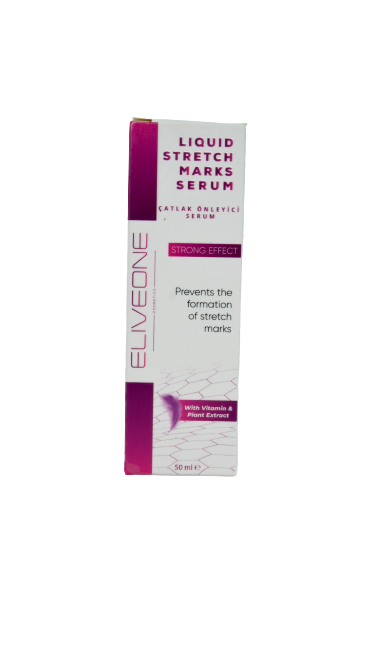 LIQUID
STRETCH
MARKS
SERUM
ÇATLAK ÖNLEYİCİ
SERUM
STRONG EFFECT
ELIVEONE
COSMETICS
Prevents the
formation
of stretch
marks
With Vitamin &
Plant Extract
50 ml ℮